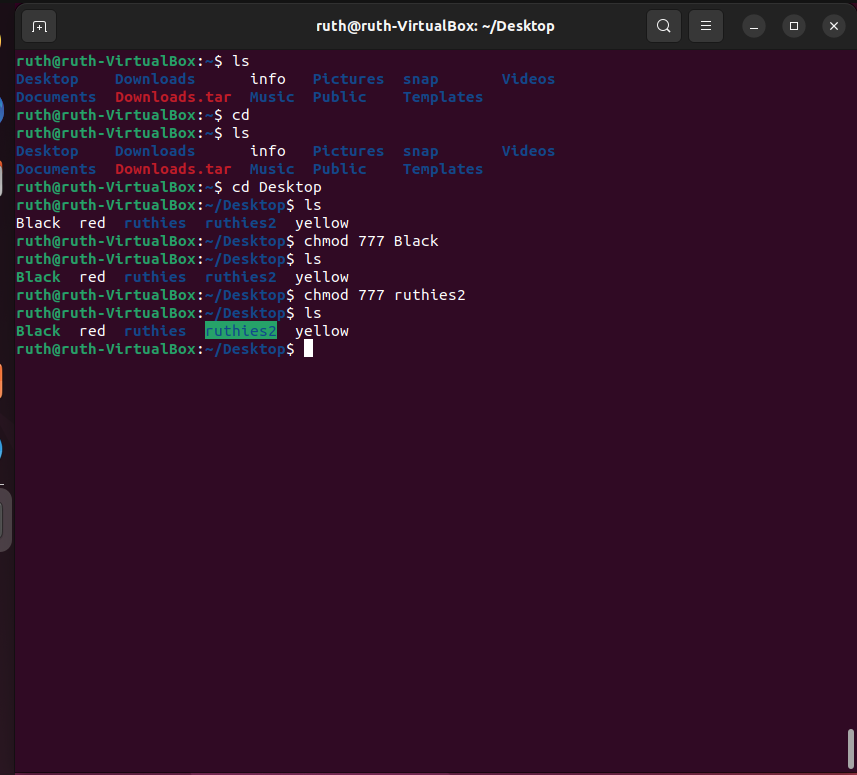 ruth@ruth-VirtualBox: ~/Desktop
ruth@ruth-VirtualBox:~$ ls
Desktop    Downloads      info   Pictures  snap       Videos
Documents  Downloads.tar  Music  Public    Templates
ruth@ruth-VirtualBox:~$ cd
ruth@ruth-VirtualBox:~$ ls
Desktop    Downloads      info   Pictures  snap       Videos
Documents  Downloads.tar  Music  Public    Templates
ruth@ruth-VirtualBox:~$ cd Desktop
ruth@ruth-VirtualBox:~/Desktop$ ls
Black  red  ruthies  ruthies2  yellow
ruth@ruth-VirtualBox:~/Desktop$ chmod 777 Black
ruth@ruth-VirtualBox:~/Desktop$ ls
Black  red  ruthies  ruthies2  yellow
ruth@ruth-VirtualBox:~/Desktop$ chmod 777 ruthies2
ruth@ruth-VirtualBox:~/Desktop$ ls
Black  red  ruthies  ruthies2  yellow
ruth@ruth-VirtualBox:~/Desktop$